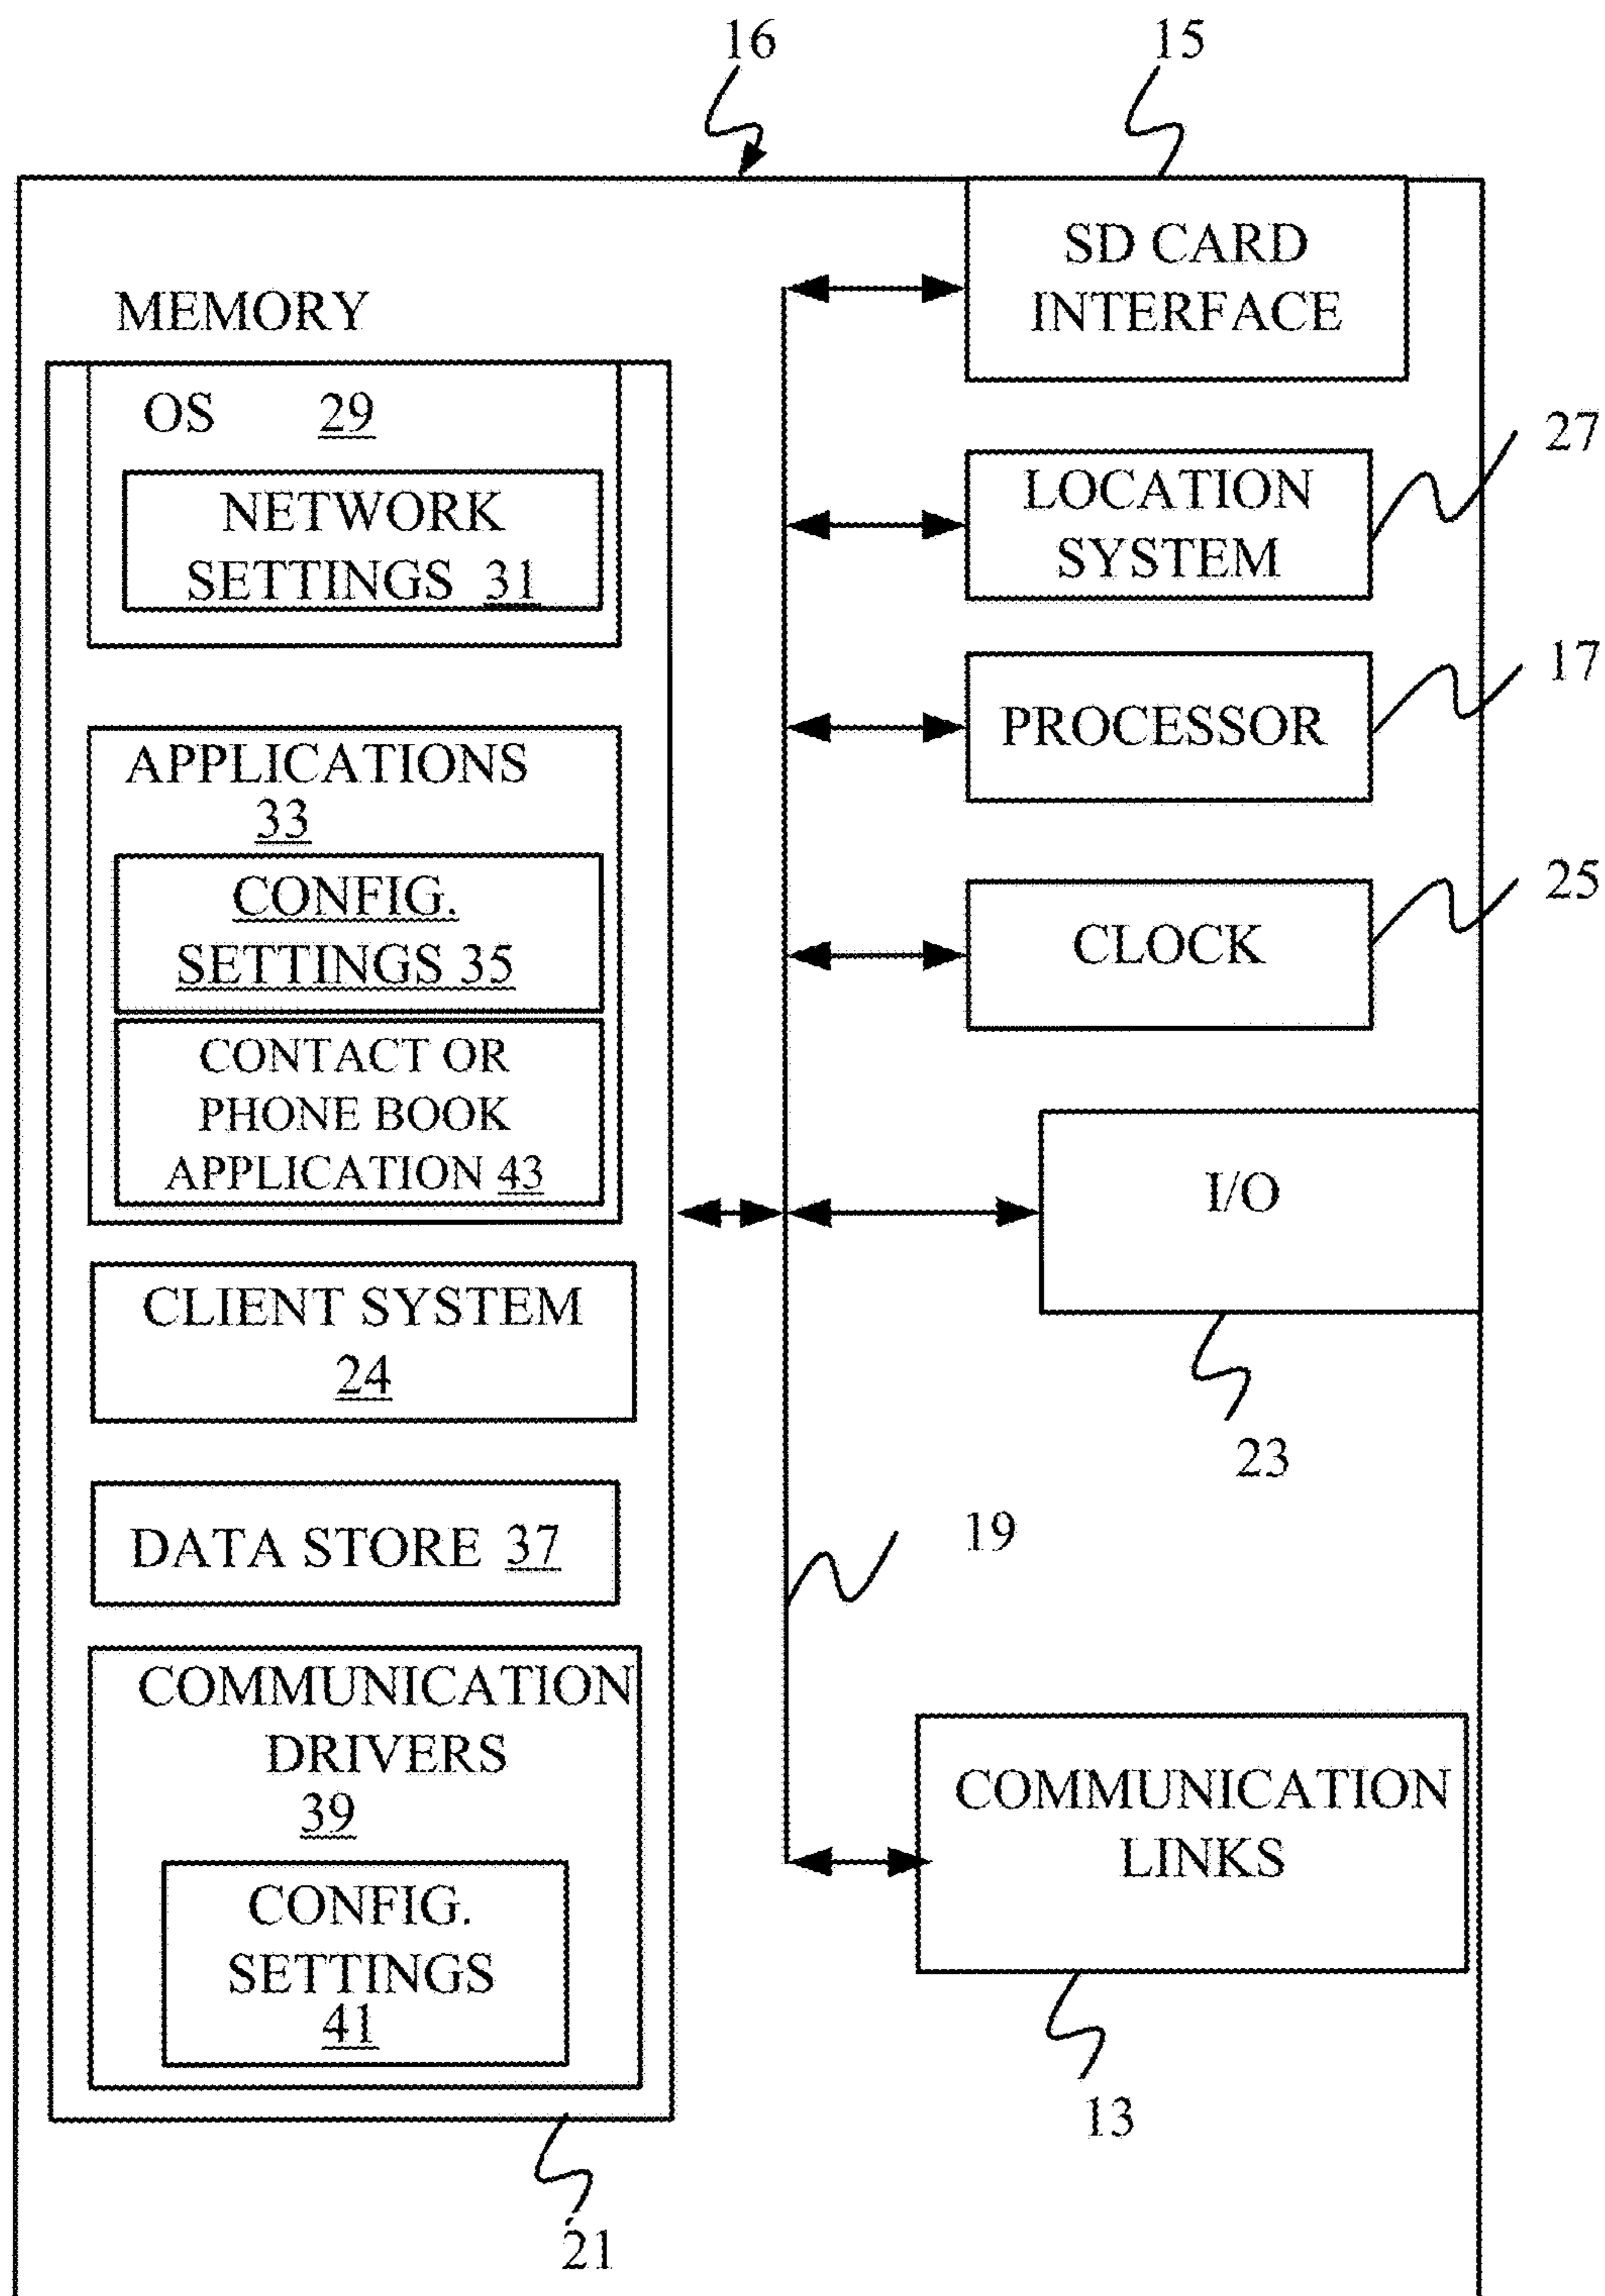 16
15
SD CARD
INTERFACE
MEMORY
OS 29
NETWORK
SETTINGS 31
27
LOCATION
SYSTEM
17
PROCESSOR
APPLICATIONS
33
CONFIG.
SETTINGS 35
25
CLOCK
CONTACT OR
PHONE BOOK
APPLICATION 43
I/O
CLIENT SYSTEM
24
23
DATA STORE 37
19
COMMUNICATION
DRIVERS
39
COMMUNICATION
LINKS
CONFIG.
SETTINGS
41
13
21